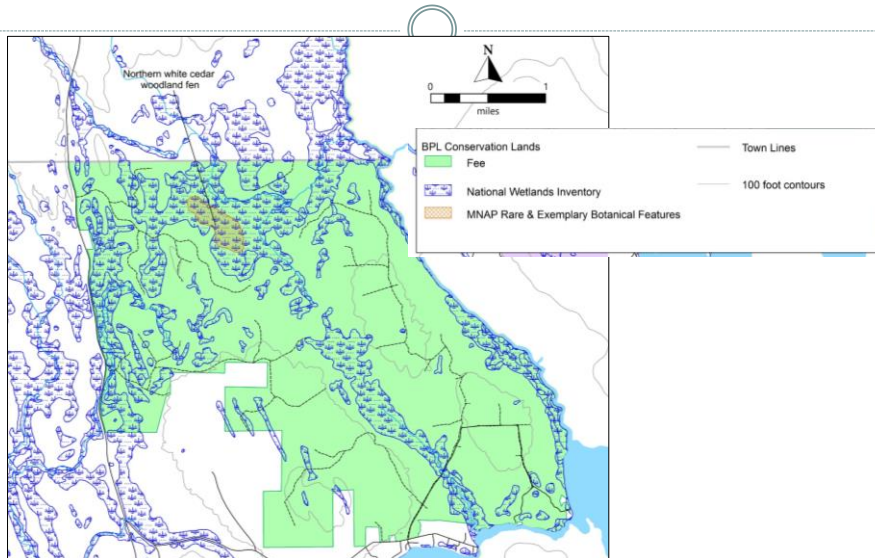 Northern white cedar
woodland fen
N
0 1
miles
BPL Conservation Lands
Fee
National Wetlands Inventory
MNAP Rare & Exemplary Botanical Features
Town Lines
100 foot contours